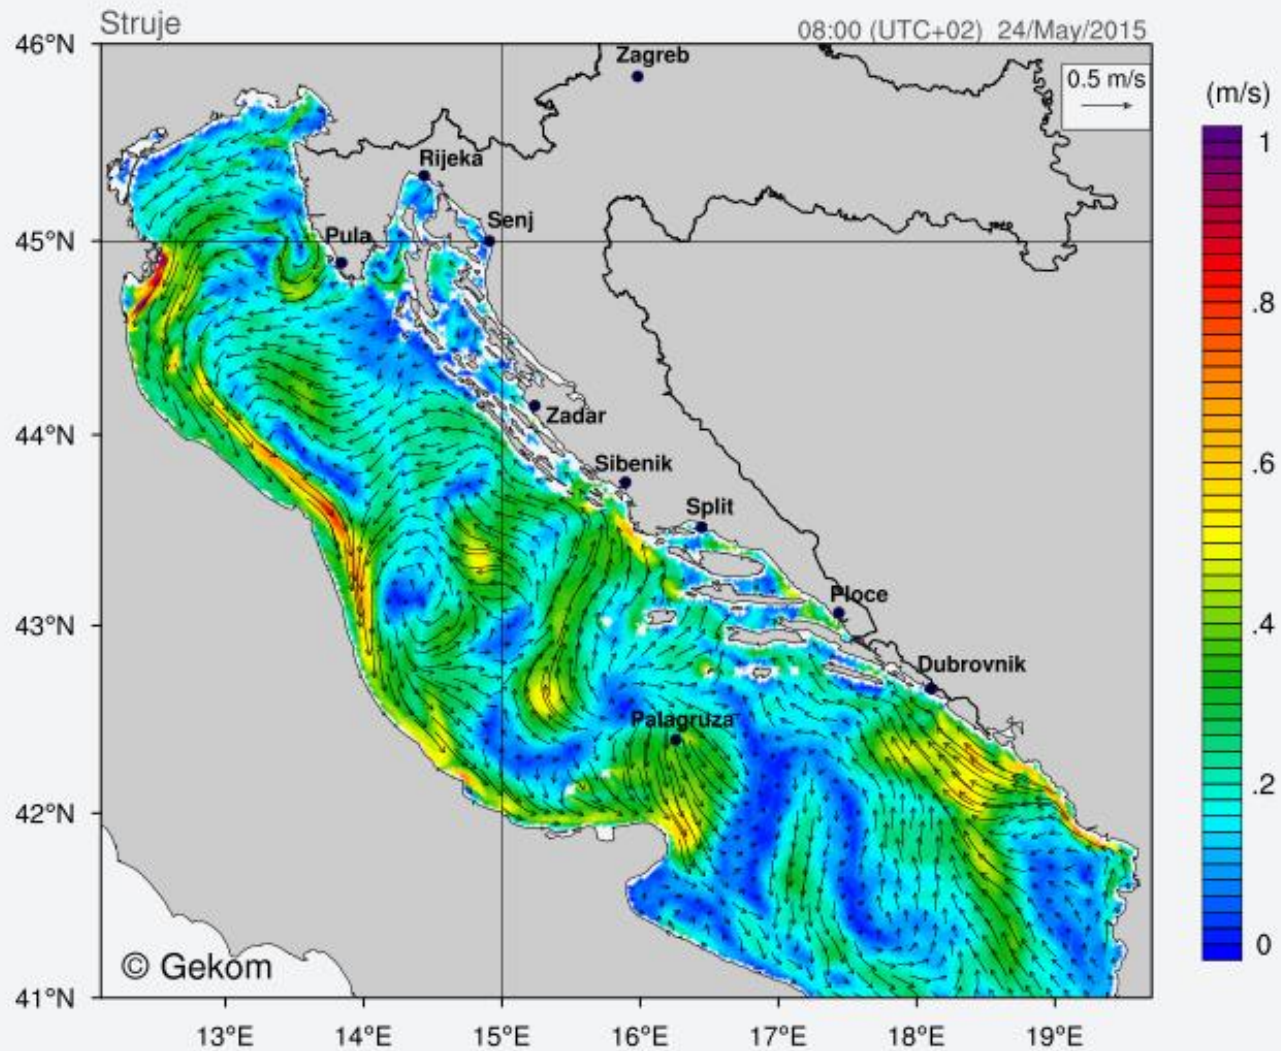 Struje
08:00 (UTC+02) 24/May/2015
46°N
Zagreb
0.5 m/s
(m/s)
1
Rijeka
Senj
45°N
Pula
.8
Zadar
44°N
Sibenik
.6
Split
Ploce
43°N
.4
Dubrovnik
Palagruza
42°N
.2
© Gekom
0
41°N
13°E 14°E 15°E 16°E 17°E 18°E 19°E